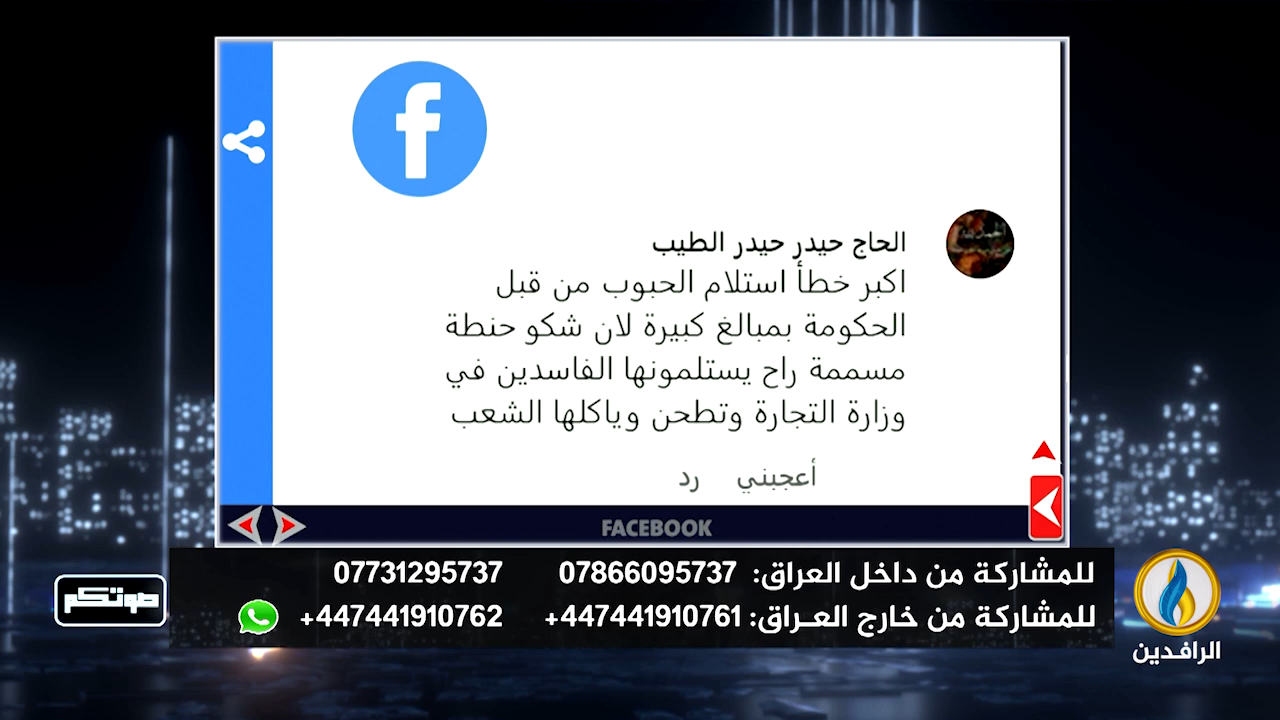 الحاج حيدر حيدر الطيب
اكبر خطأ استلام الحبوب من قبل
الحكومة بمبالغ كبيرة لان شكو حنطة
مسممة راح يستلمونها الفاسدين في
وزارة التجارة وتطحن وياكلها الشعب
أعجبني رد
FACEBOOK
للمشاركة من داخل العراق: 07866095737 07731295737
للمشاركة من خارج العـراق: 447441910761+ 447441910762+
صوتكم
الرافدين